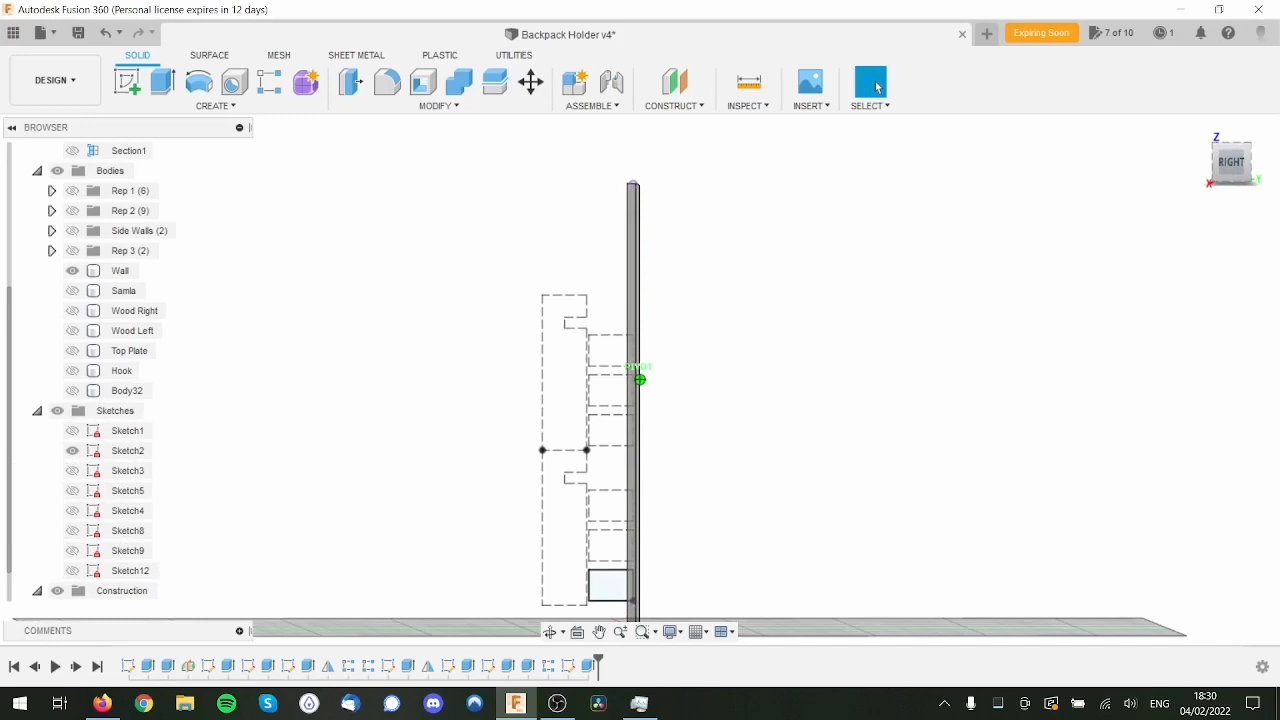 Autodesk Fusion 360 (Personal license expires in 12 days)
Backpack Holder v4*
Expiring Soon
7 of 10
1
DESIGN
SOLID SURFACE MESH SHEET METAL PLASTIC UTILITIES
CREATE MODIFY ASSEMBLE CONSTRUCT INSPECT INSERT SELECT
BROWSER
Section1
Bodies
Rep 1 (6)
Rep 2 (9)
Side Walls (2)
Rep 3 (2)
Wall
Samla
Wood Right
Wood Left
Top Plate
Hook
Body32
Sketches
Sketch1
Sketch2
Sketch3
Sketch5
Sketch4
Sketch8
Sketch9
Sketch12
Construction
COMMENTS
Z
RIGHT
X
Y
ENG
18:30
04/02/2022